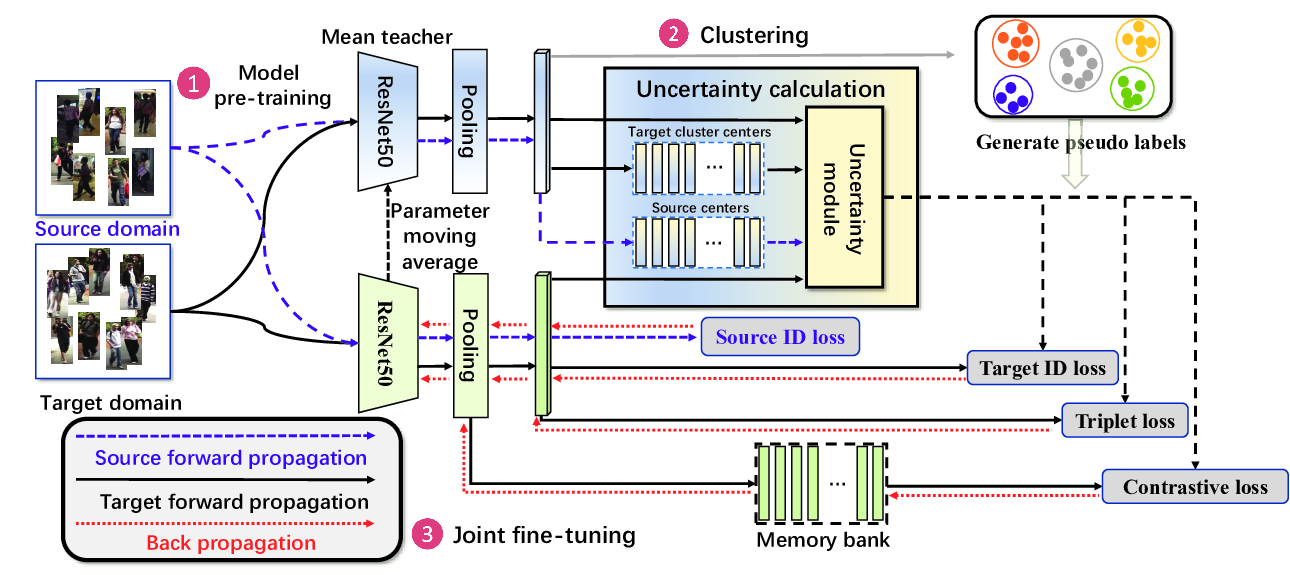 Mean teacher
2 Clustering
1 Model
pre-training
ResNet50
Pooling
Uncertainty calculation
Target cluster centers
...
Source centers
...
Uncertainty
module
Generate pseudo labels
Source domain
Parameter
moving
average
ResNet50
Pooling
Source ID loss
Target ID loss
Target domain
Triplet loss
Source forward propagation
Target forward propagation
Back propagation
...
Contrastive loss
3 Joint fine-tuning
Memory bank